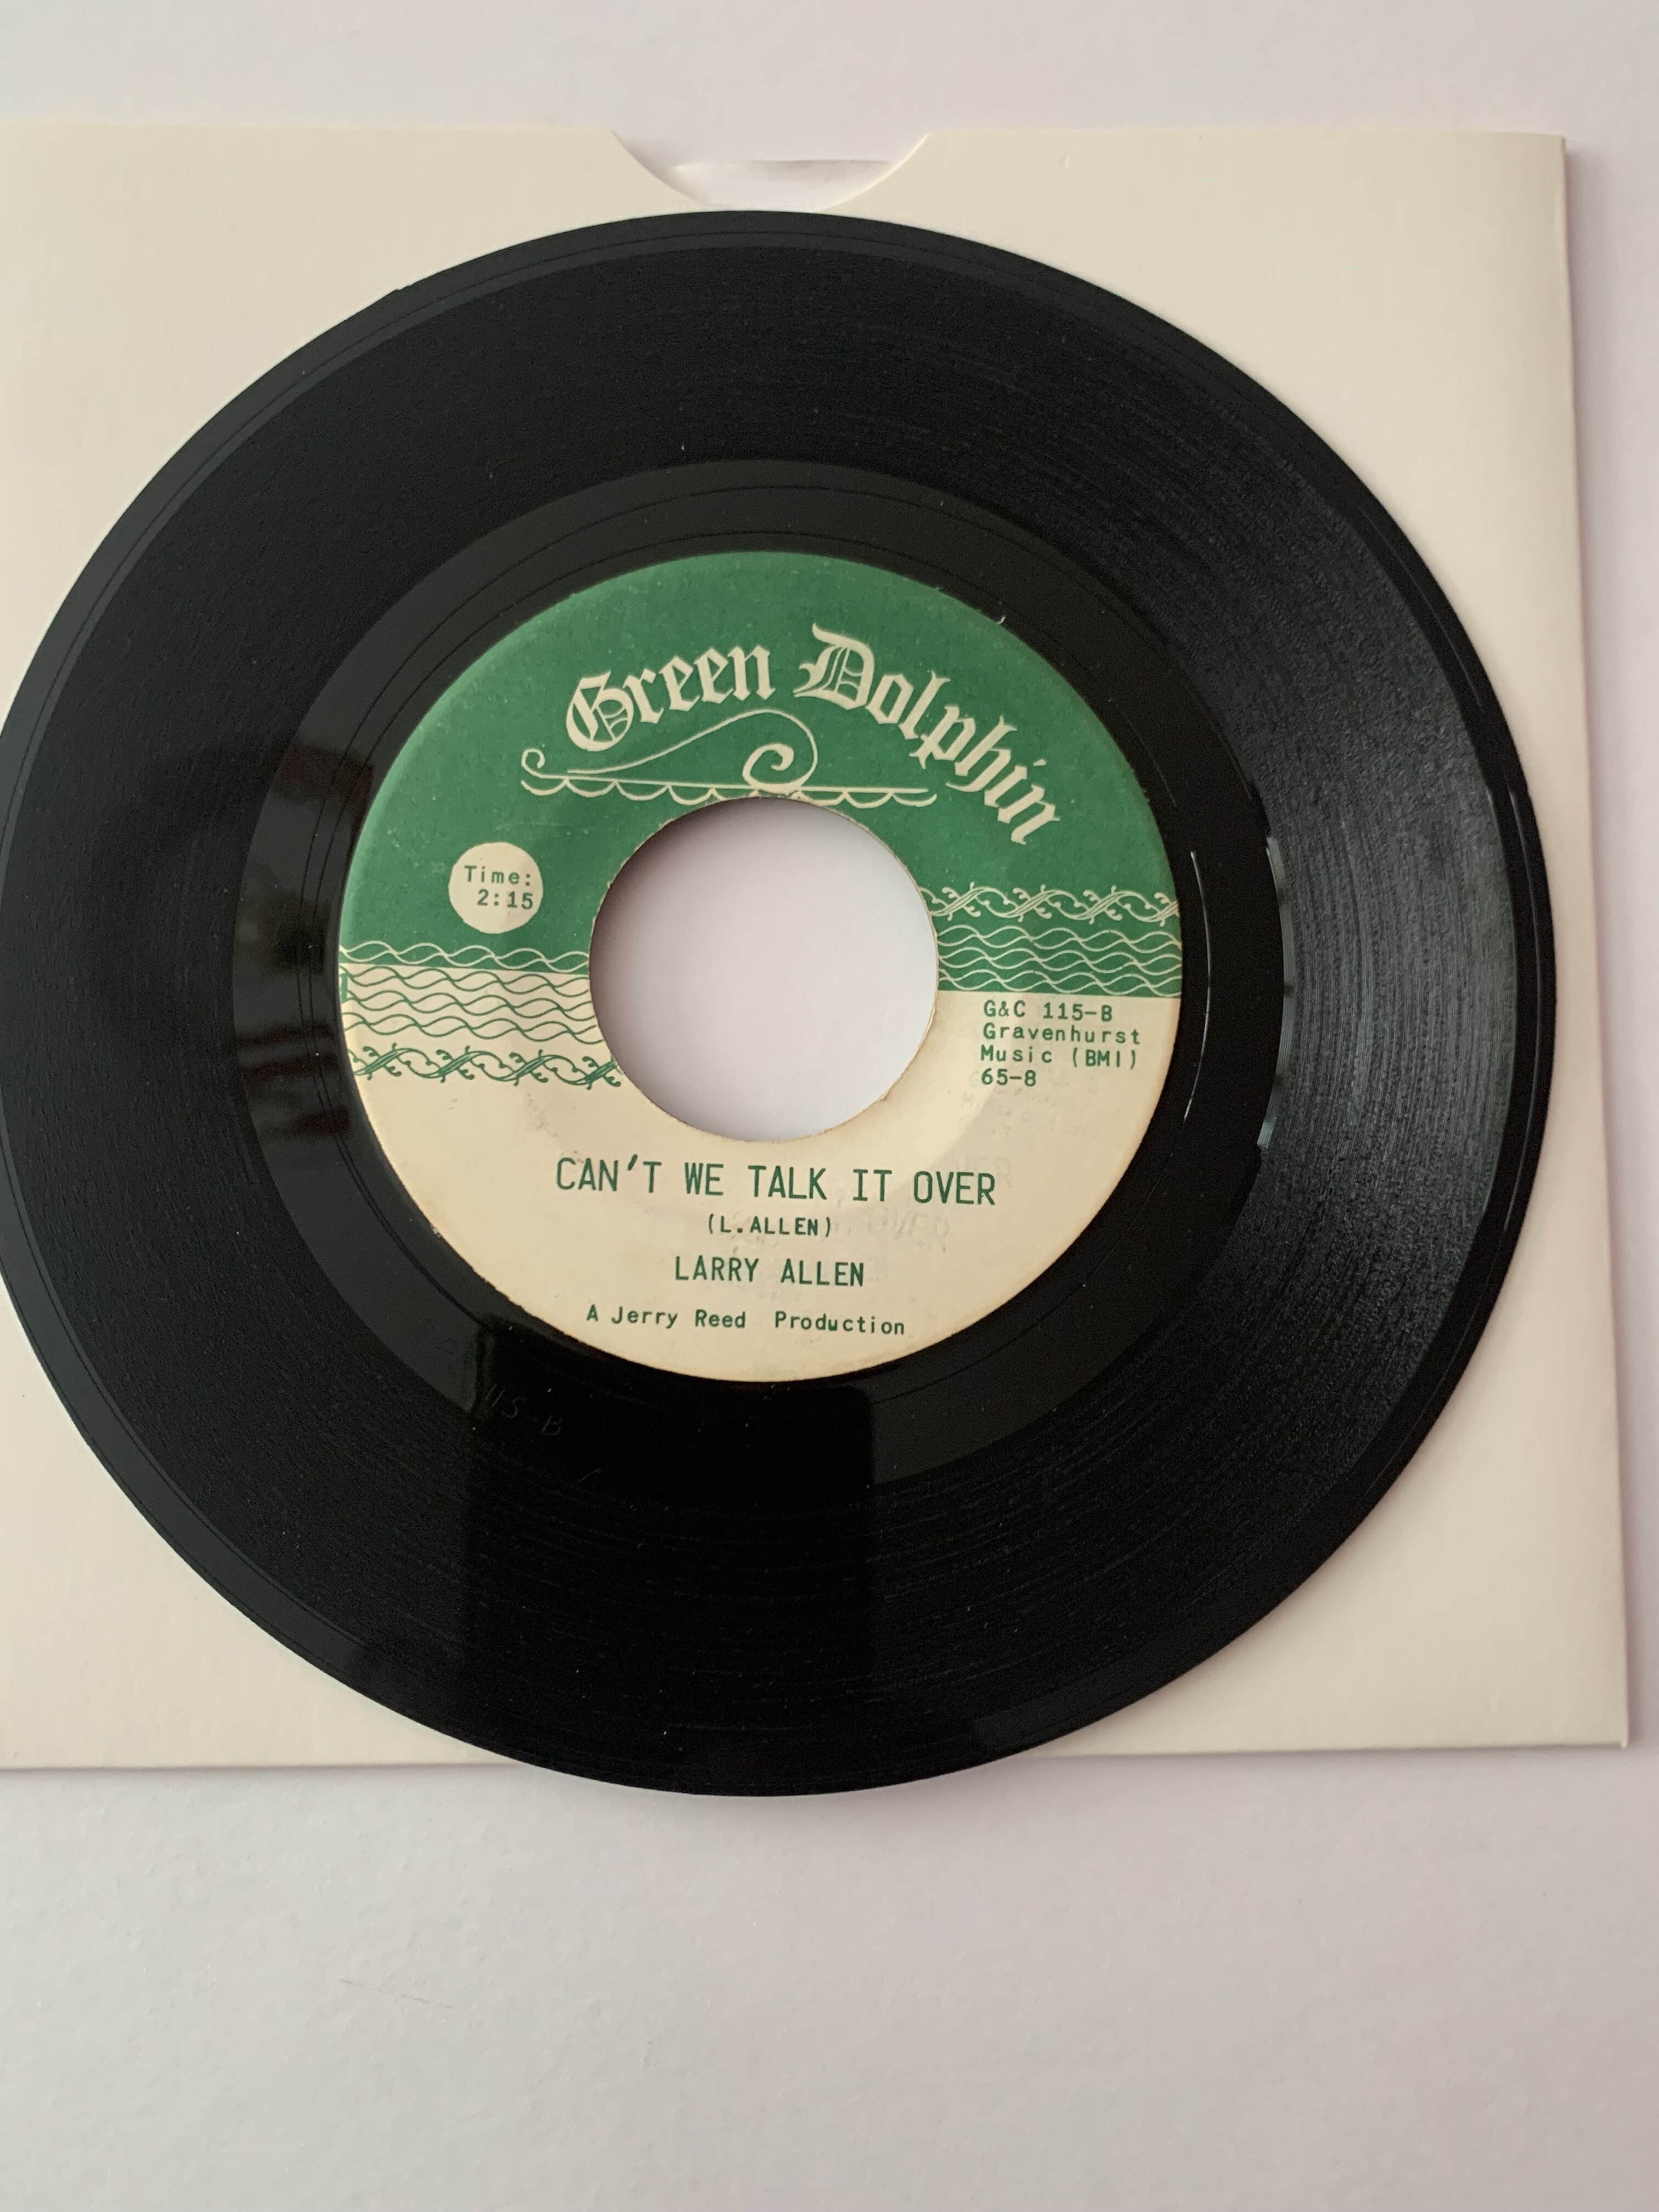 Green Dolphin
Time:
2:15
G&C 115-B
Gravenhurst
Music (BMI)
65-8
CAN'T WE TALK IT OVER
(L.ALLEN)
LARRY ALLEN
A Jerry Reed Production
115-B